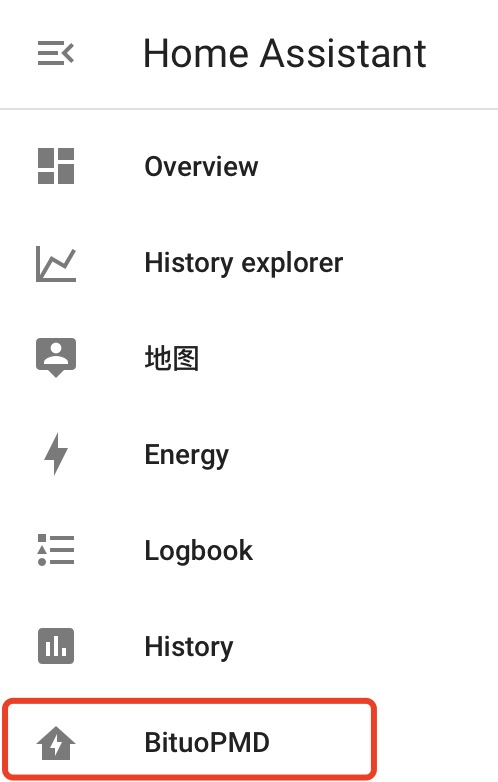 Home Assistant
Overview
History explorer
地图
Energy
Logbook
History
BituoPMD